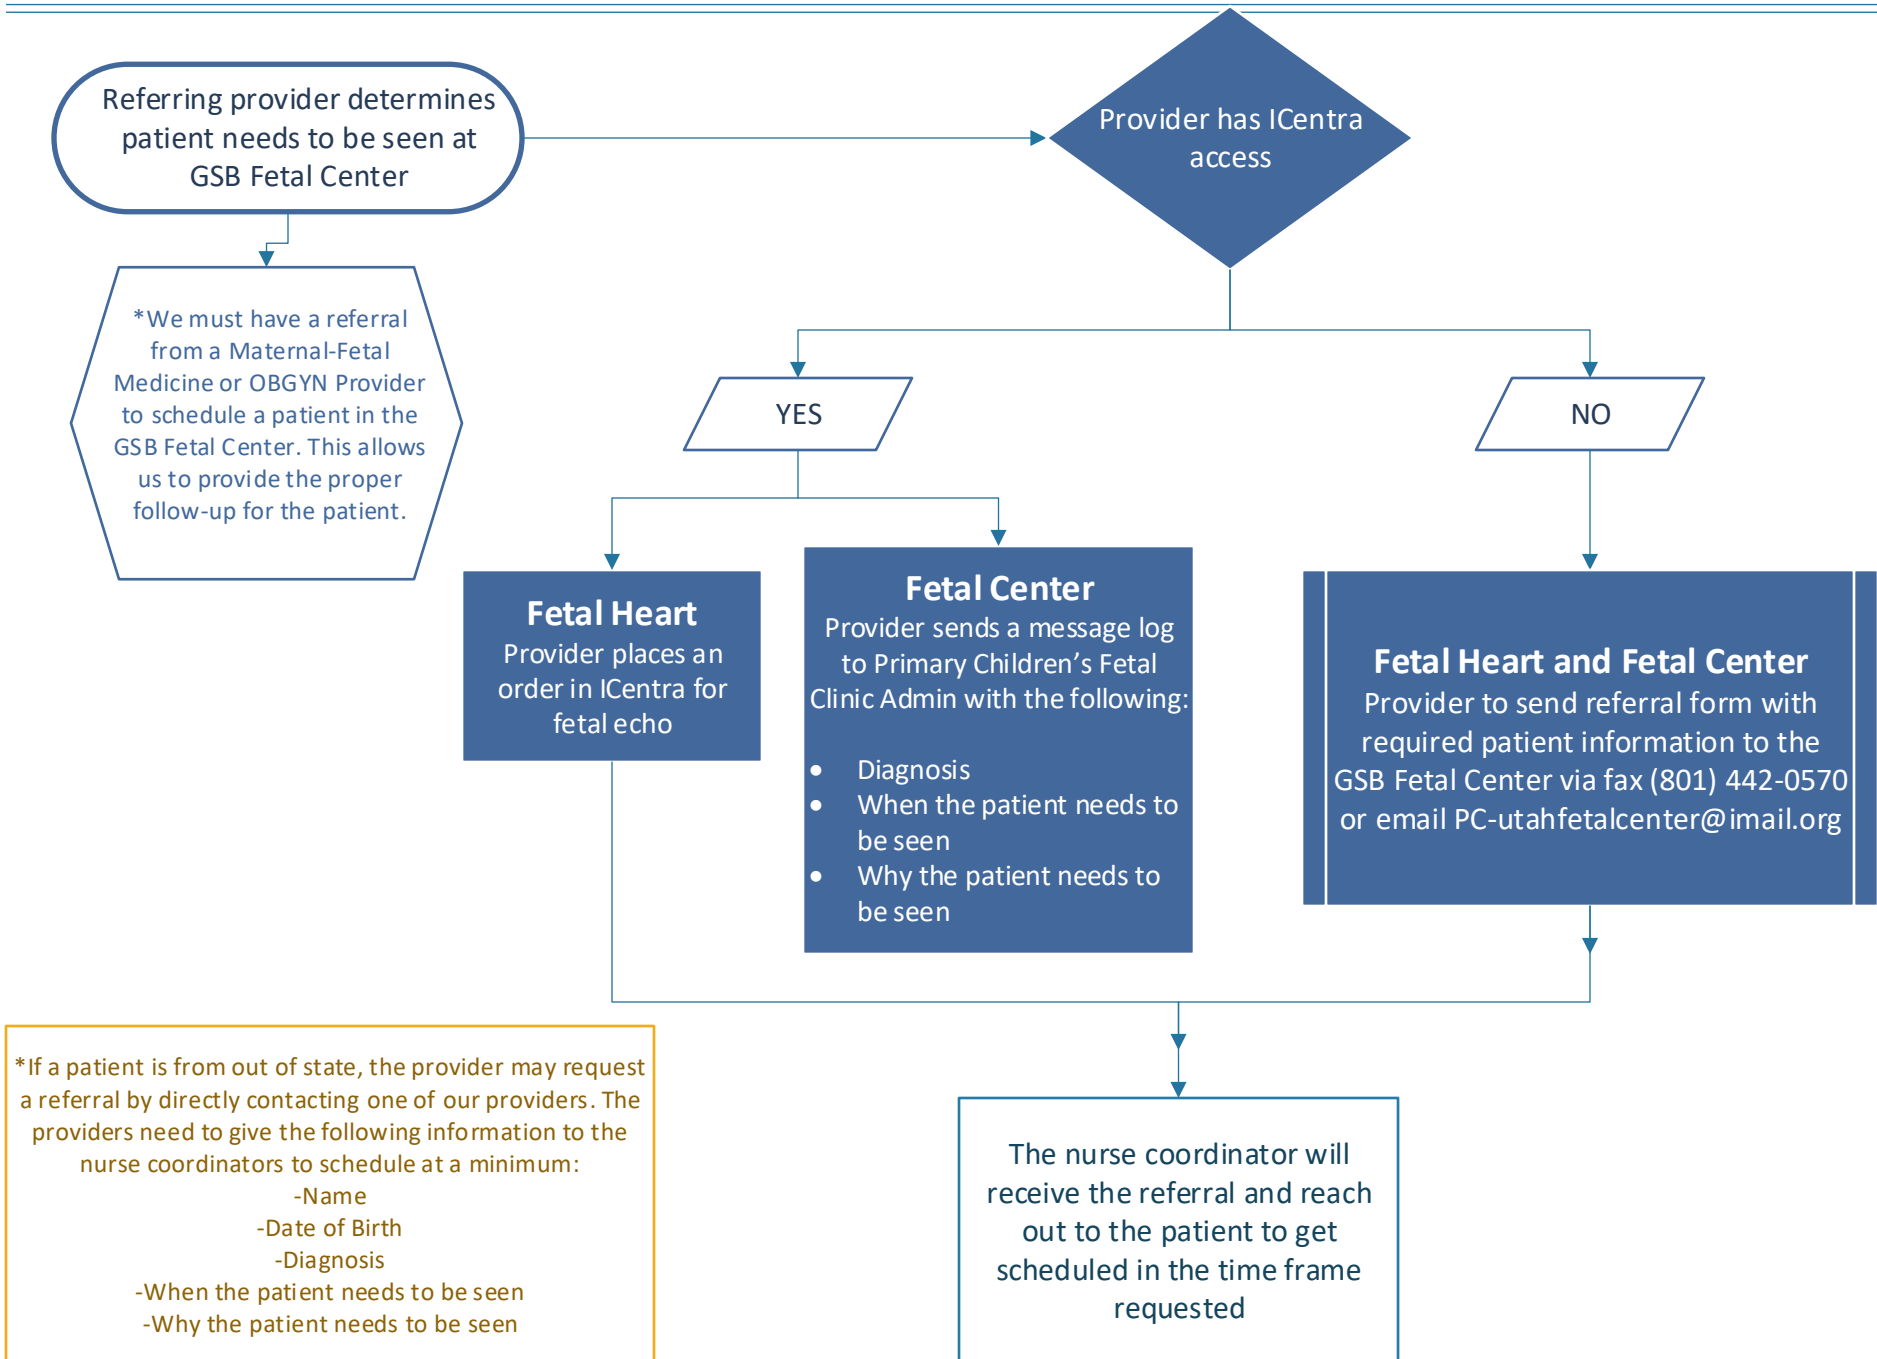 Referring provider determines
patient needs to be seen at
GSB Fetal Center
Provider has ICentra
access
*We must have a referral
from a Maternal-Fetal
Medicine or OBGYN Provider
to schedule a patient in the
GSB Fetal Center. This allows
us to provide the proper
follow-up for the patient.
YES
NO
Fetal Heart
Provider places an
order in ICentra for
fetal echo
Fetal Center
Provider sends a message log
to Primary Children’s Fetal
Clinic Admin with the following:
● Diagnosis
● When the patient needs to
be seen
● Why the patient needs to
be seen
Fetal Heart and Fetal Center
Provider to send referral form with
required patient information to the
GSB Fetal Center via fax (801) 442-0570
or email PC-utahfetalcenter@imail.org
*If a patient is from out of state, the provider may request
a referral by directly contacting one of our providers. The
providers need to give the following information to the
nurse coordinators to schedule at a minimum:
-Name
-Date of Birth
-Diagnosis
-When the patient needs to be seen
-Why the patient needs to be seen
The nurse coordinator will
receive the referral and reach
out to the patient to get
scheduled in the time frame
requested